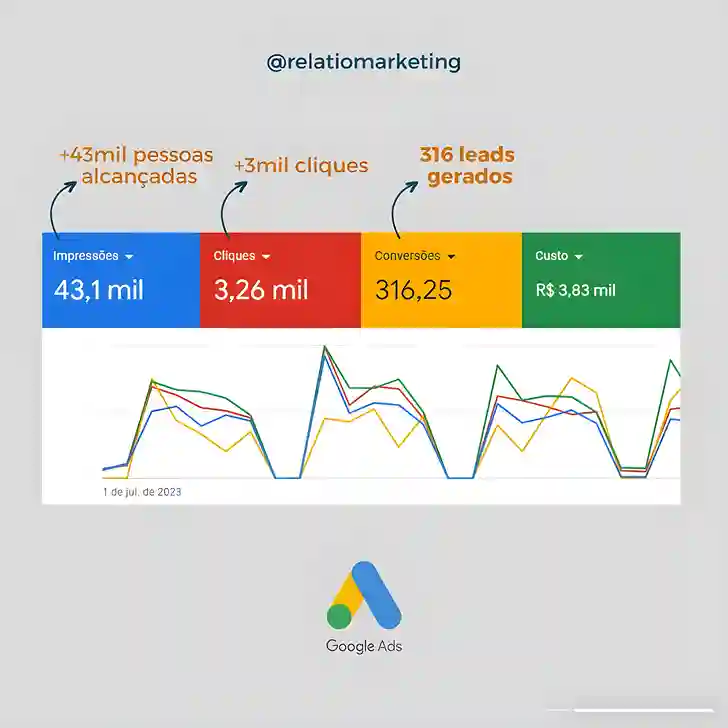 @relatiomarketing
+43mil pessoas
alcançadas
+3mil cliques
316 leads
gerados
Impressões
Cliques
Conversões
Custo
43,1 mil
3,26 mil
316,25
R$ 3,83 mil
1 de jul. de 2023
Google Ads